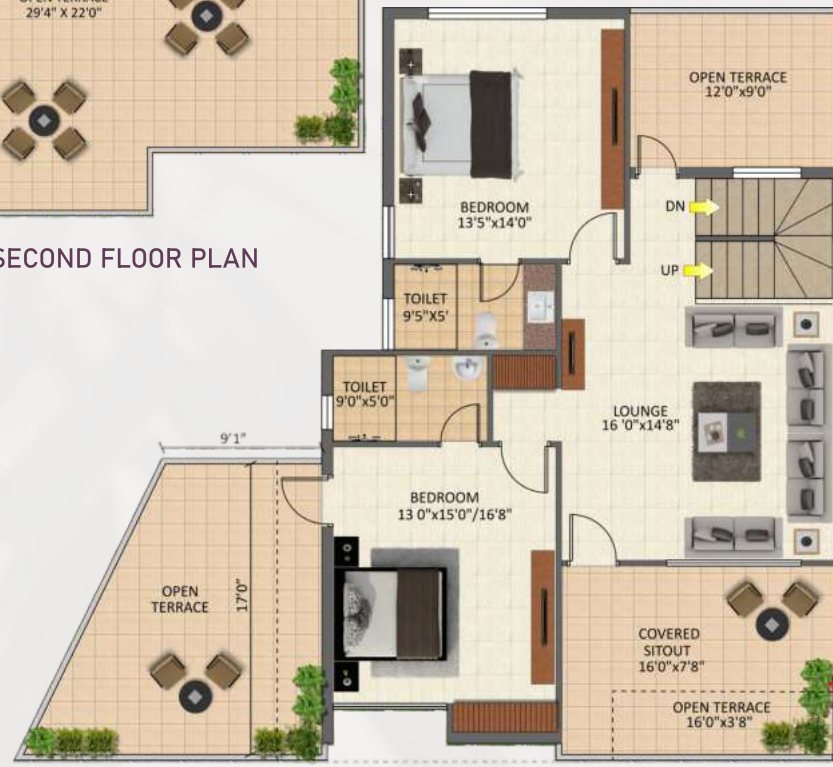 OPEN TERRACE
29'4" X 22'0"
SECOND FLOOR PLAN
OPEN TERRACE
12'0"x9'0"
BEDROOM
13'5"x14'0"
DN
UP
TOILET
9'5"X5'
TOILET
9'0"x5'0"
LOUNGE
16 '0"x14'8"
9'1"
BEDROOM
13 0"x15'0"/16'8"
OPEN
TERRACE
17'0"
COVERED
SITOUT
16'0"x7'8"
OPEN TERRACE
16'0"x3'8"